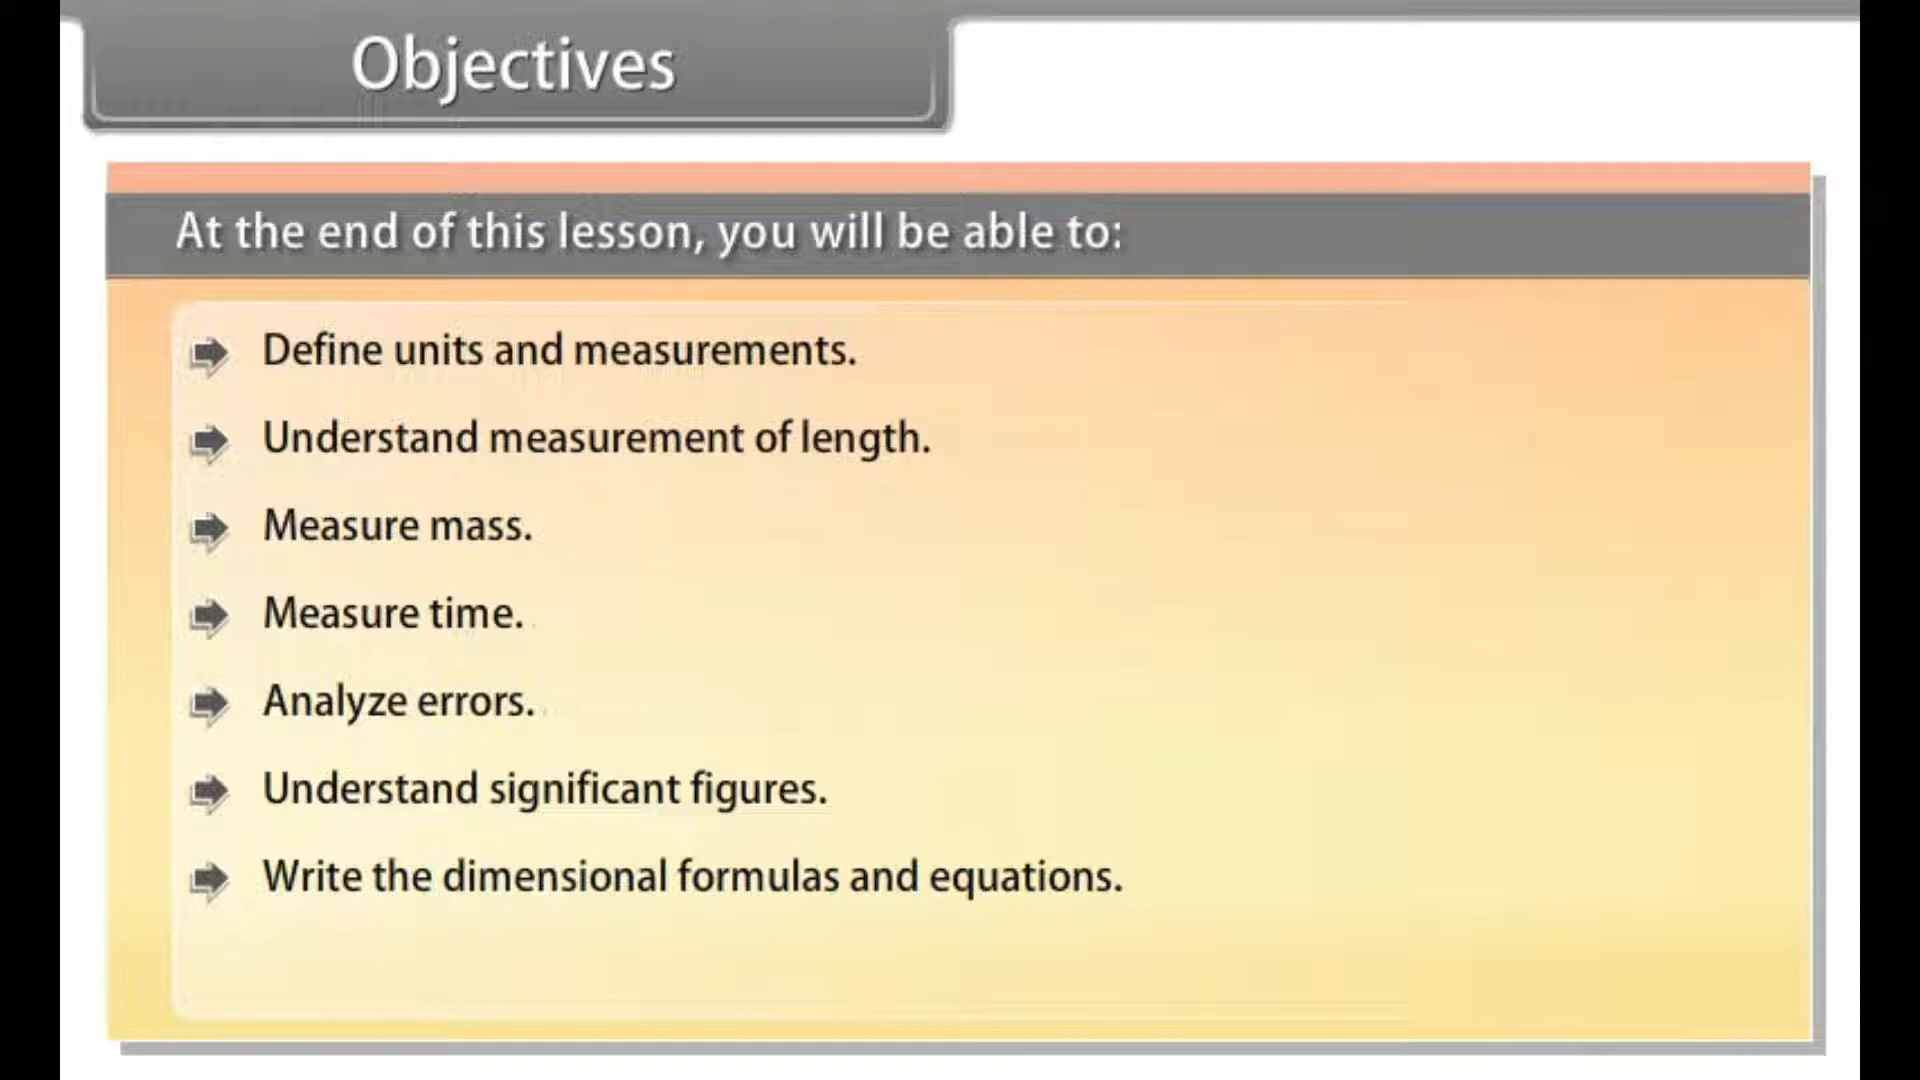 Objectives
At the end of this lesson, you will be able to:
Define units and measurements.
Understand measurement of length.
Measure mass.
Measure time.
Analyze errors.
Understand significant figures.
Write the dimensional formulas and equations.